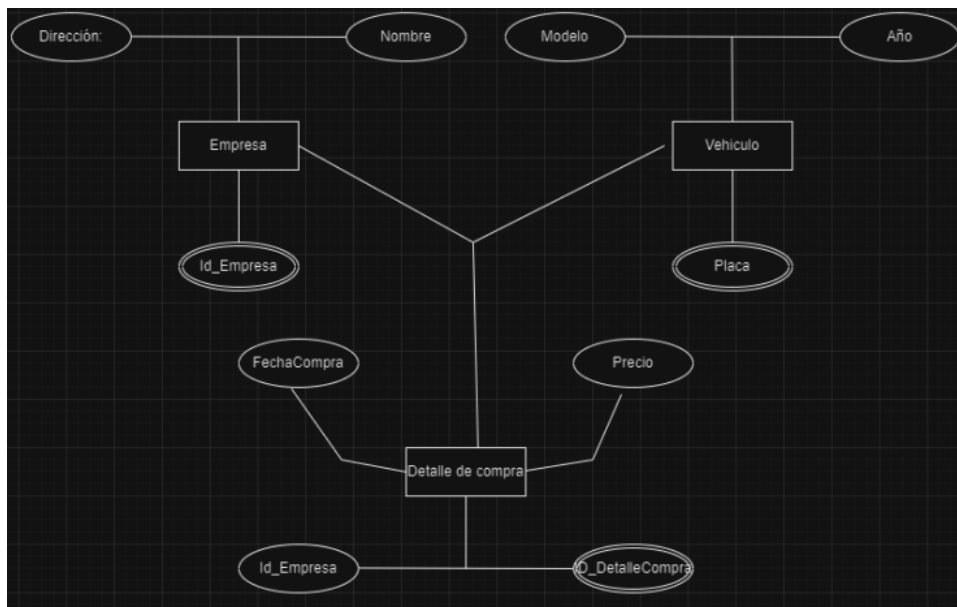 Dirección:
Nombre
Modelo
Año
Empresa
Vehiculo
Id_Empresa
Placa
FechaCompra
Precio
Detalle de compra
Id_Empresa
ID_DetalleCompra